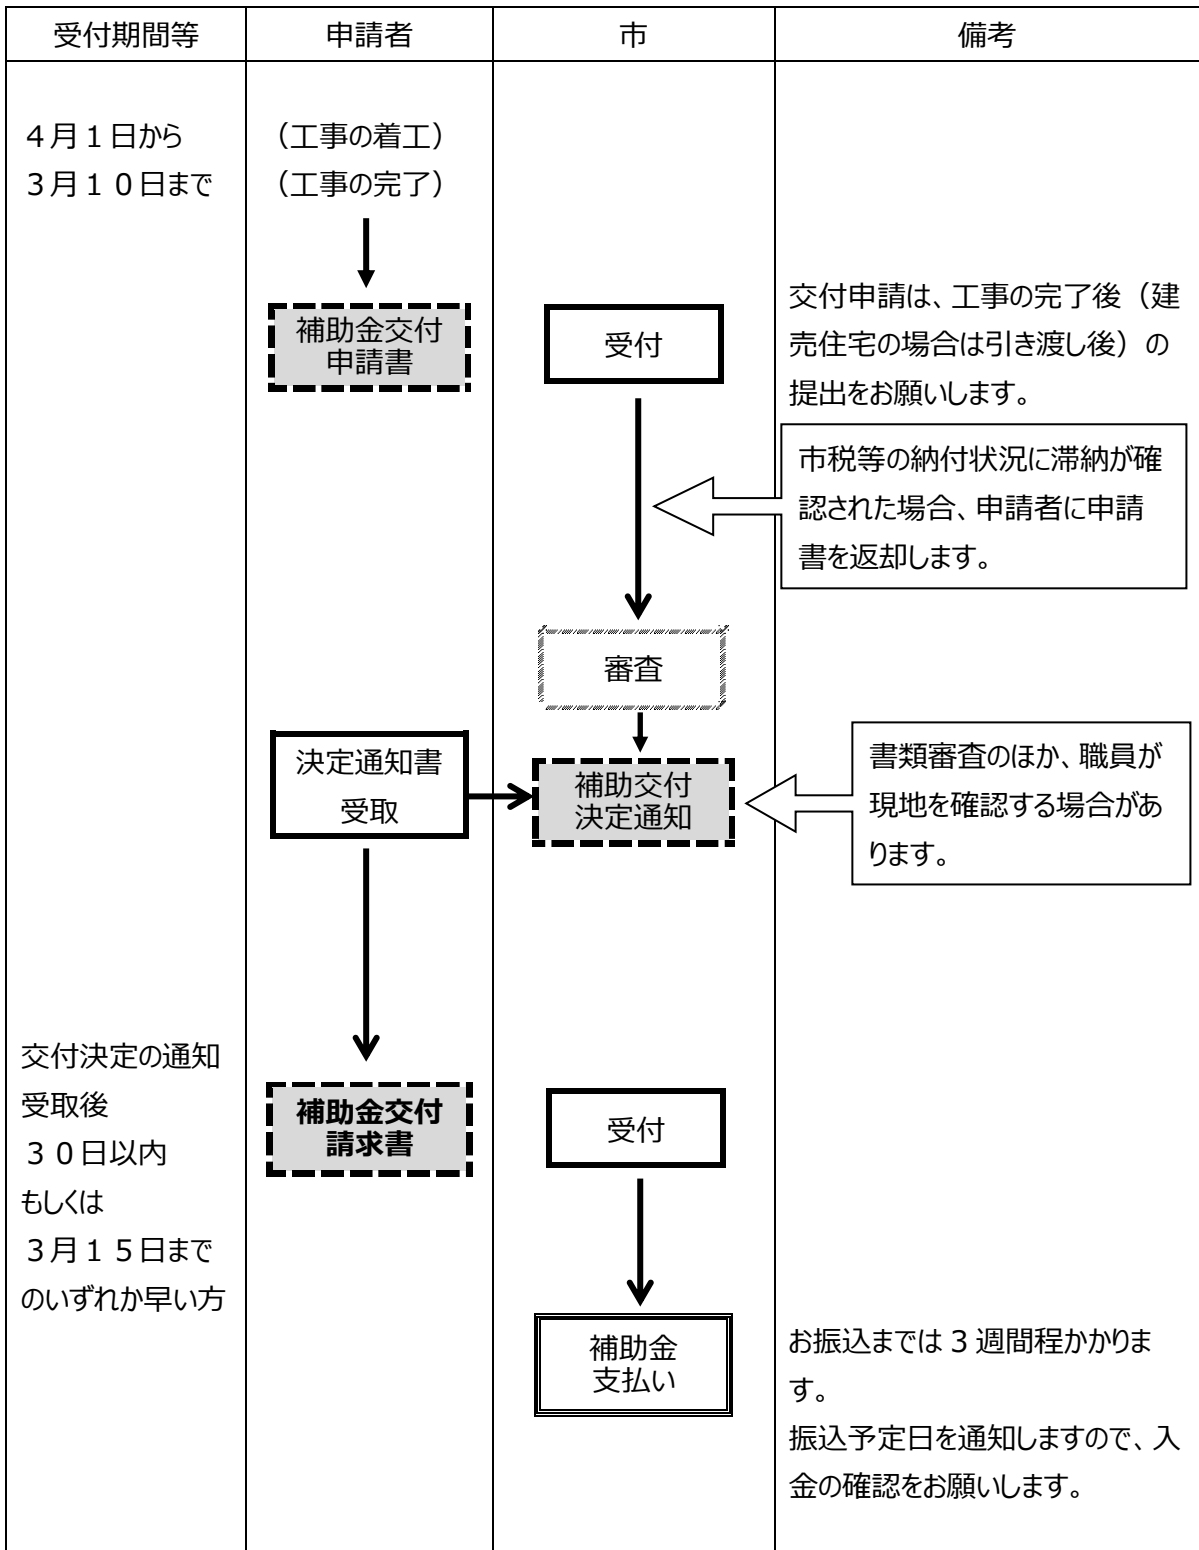 受付期間等
申請者
市
備考
４月１日から
３月１０日まで
（工事の着工）
（工事の完了）
補助金交付
申請書
受付
交付申請は、工事の完了後（建
売住宅の場合は引き渡し後）の
提出をお願いします。
市税等の納付状況に滞納が確
認された場合、申請者に申請
書を返却します。
審査
決定通知書
受取
補助交付
決定通知
書類審査のほか、職員が
現地を確認する場合があ
ります。
交付決定の通知
受取後
３０日以内
もしくは
３月１５日まで
のいずれか早い方
補助金交付
請求書
受付
補助金
支払い
お振込までは 3 週間程かかりま
す。
振込予定日を通知しますので、入
金の確認をお願いします。